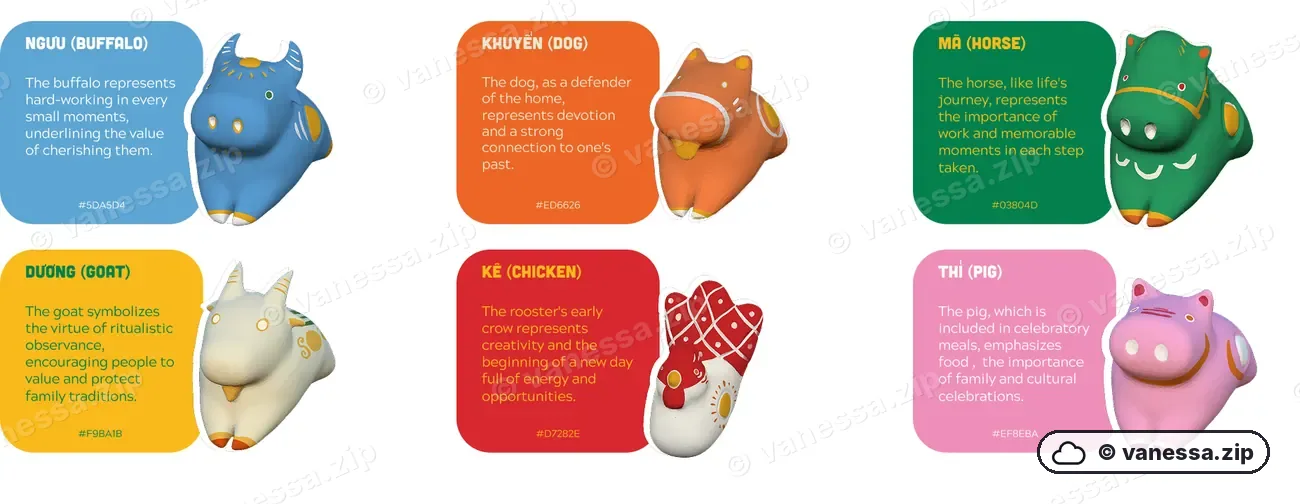 NGƯU (BUFFALO)
The buffalo represents
hard-working in every
small moments,
underlining the value
of cherishing them.
#5DA5D4
KHUYỂN (DOG)
The dog, as a defender
of the home,
represents devotion
and a strong
connection to one's
past.
#ED6626
MÃ (HORSE)
The horse, like life's
journey, represents
the importance of
work and memorable
moments in each step
taken.
#03804D
DƯƠNG (GOAT)
The goat symbolizes
the virtue of ritualistic
observance,
encouraging people to
value and protect
family traditions.
#F9BA1B
KÊ (CHICKEN)
The rooster's early
crow represents
creativity and the
beginning of a new day
full of energy and
opportunities.
#D7282E
THỈ (PIG)
The pig, which is
included in celebratory
meals, emphasizes
food , the importance
of family and cultural
celebrations.
#EF8EBA
© vanessa.zip